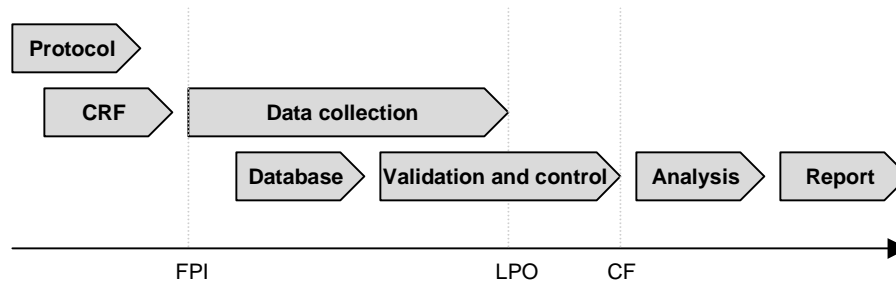 Protocol
CRF
Data collection
Database
Validation and control
Analysis
Report
FPI
LPO
CF